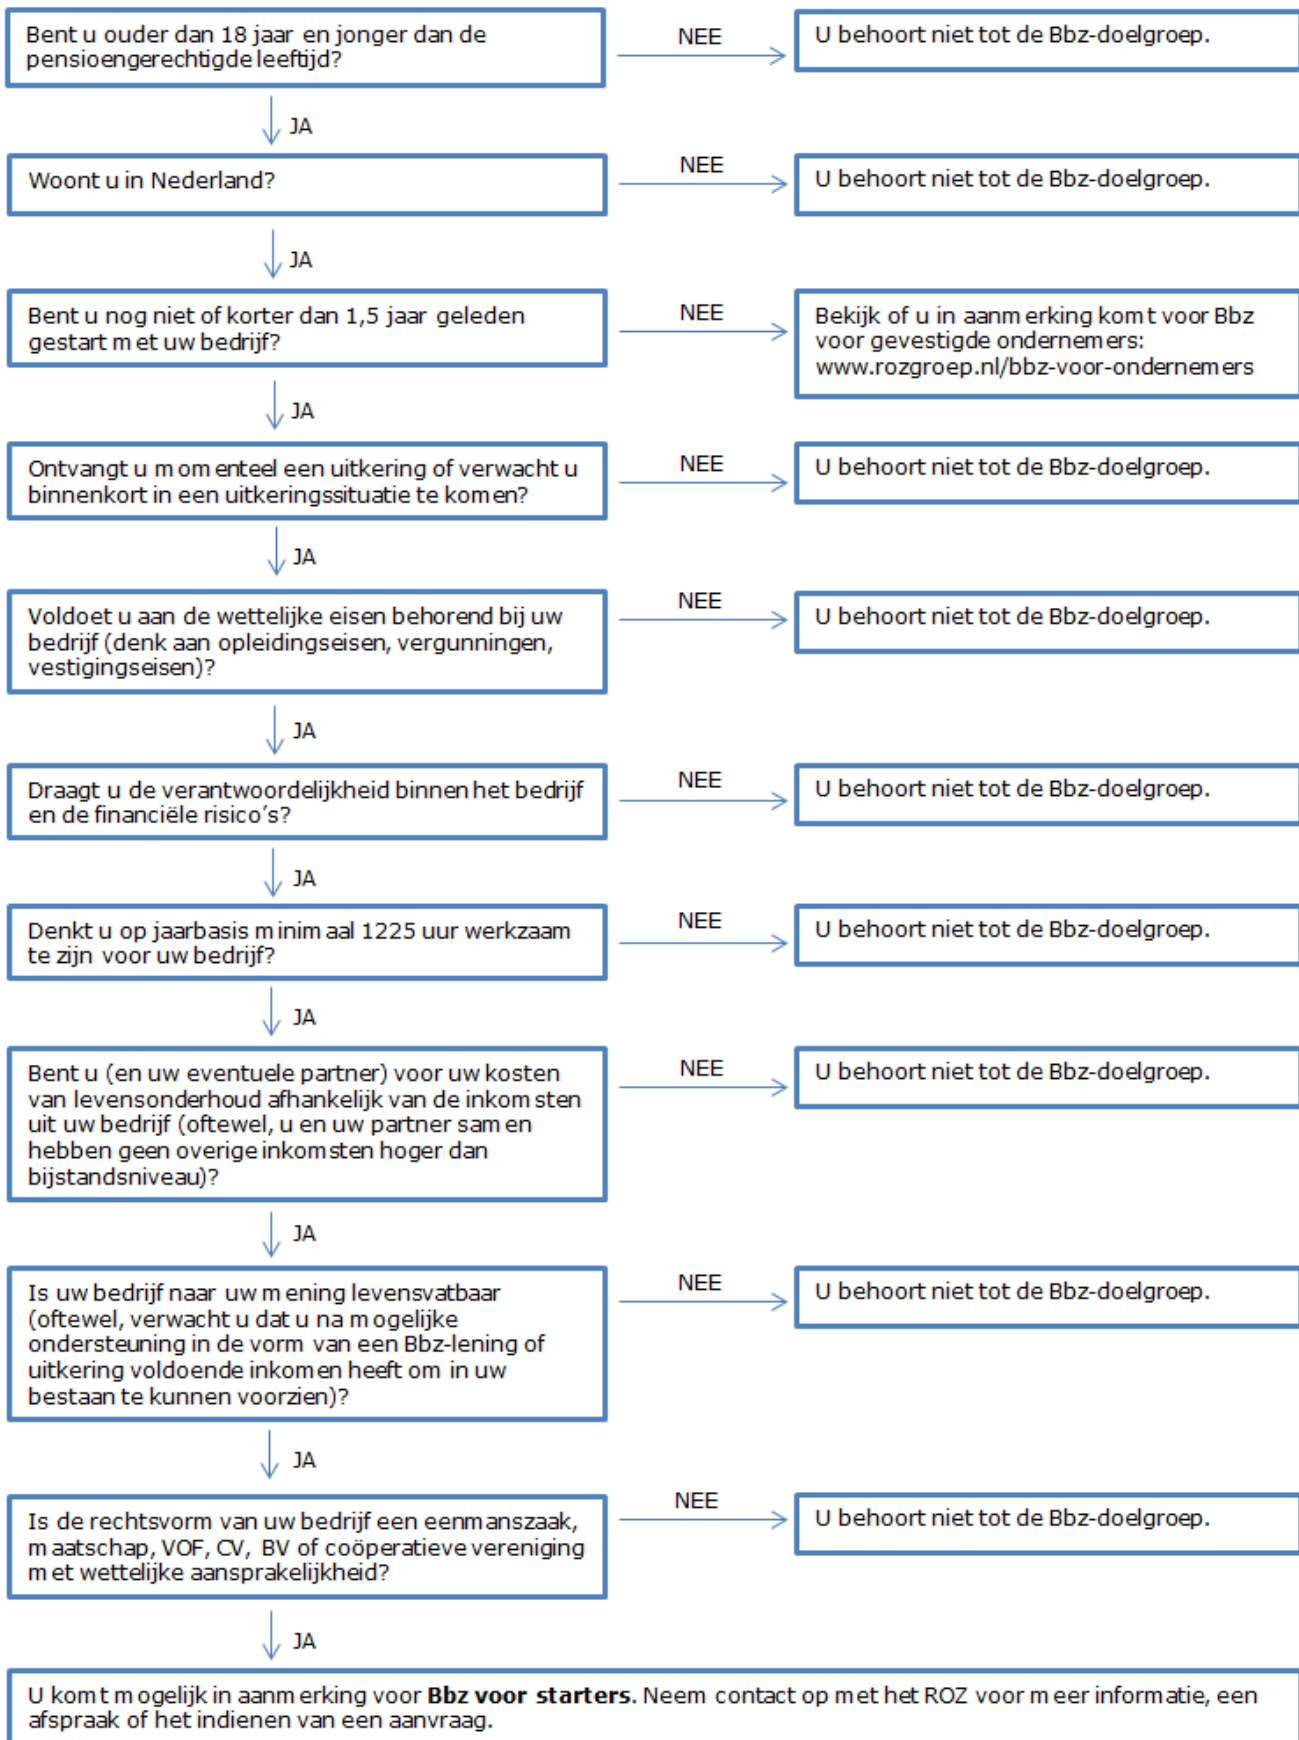 Bent u ouder dan 18 jaar en jonger dan de
pensioengerechtigde leeftijd?
NEE
U behoort niet tot de Bbz-doelgroep.
JA
Woont u in Nederland?
NEE
U behoort niet tot de Bbz-doelgroep.
JA
Bent u nog niet of korter dan 1,5 jaar geleden
gestart met uw bedrijf?
NEE
Bekijk of u in aanmerking komt voor Bbz
voor gevestigde ondernemers:
www.rozgroep.nl/bbz-voor-ondernemers
JA
Ontvangt u momenteel een uitkering of verwacht u
binnenkort in een uitkeringssituatie te komen?
NEE
U behoort niet tot de Bbz-doelgroep.
JA
Voldoet u aan de wettelijke eisen behorend bij uw
bedrijf (denk aan opleidingseisen, vergunningen,
vestigingseisen)?
NEE
U behoort niet tot de Bbz-doelgroep.
JA
Draagt u de verantwoordelijkheid binnen het bedrijf
en de financiële risico's?
NEE
U behoort niet tot de Bbz-doelgroep.
JA
Denkt u op jaarbasis minimaal 1225 uur werkzaam
te zijn voor uw bedrijf?
NEE
U behoort niet tot de Bbz-doelgroep.
JA
Bent u (en uw eventuele partner) voor uw kosten
van levensonderhoud afhankelijk van de inkomsten
uit uw bedrijf (oftewel, u en uw partner samen
hebben geen overige inkomsten hoger dan
bijstandsniveau)?
NEE
U behoort niet tot de Bbz-doelgroep.
JA
Is uw bedrijf naar uw mening levensvatbaar
(oftewel, verwacht u dat u na mogelijke
ondersteuning in de vorm van een Bbz-lening of
uitkering voldoende inkomen heeft om in uw
bestaan te kunnen voorzien)?
NEE
U behoort niet tot de Bbz-doelgroep.
JA
Is de rechtsvorm van uw bedrijf een eenmanszaak,
maatschap, VOF, CV, BV of coöperatieve vereniging
met wettelijke aansprakelijkheid?
NEE
U behoort niet tot de Bbz-doelgroep.
JA
U komt mogelijk in aanmerking voor Bbz voor starters. Neem contact op met het ROZ voor meer informatie, een
afspraak of het indienen van een aanvraag.